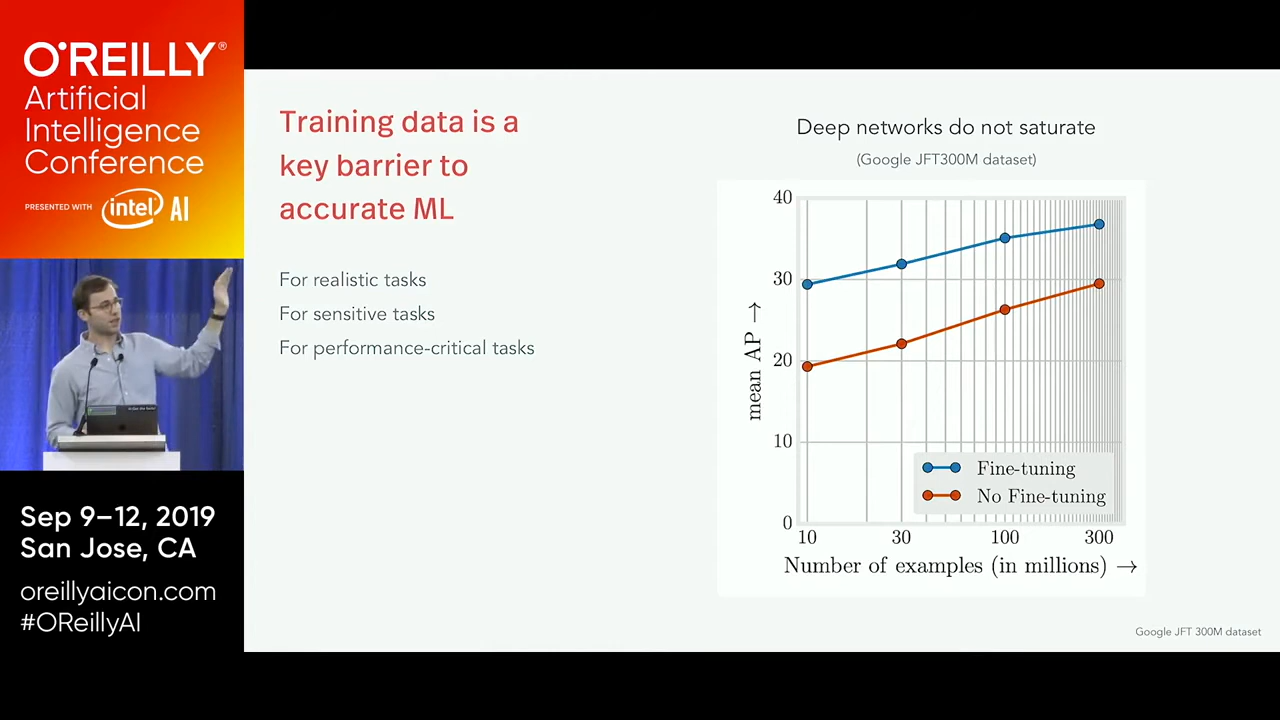 O'REILLY®
Artificial
Intelligence
Conference
PRESENTED WITH intel AI
Sep 9–12, 2019
San Jose, CA
oreillyaicon.com
#OReillyAI
Training data is a
key barrier to
accurate ML
For realistic tasks
For sensitive tasks
For performance-critical tasks
Deep networks do not saturate
(Google JFT300M dataset)
40
30
20
10
0
mean AP →
Fine-tuning
No Fine-tuning
10 30 100 300
Number of examples (in millions) →
Google JFT 300M dataset